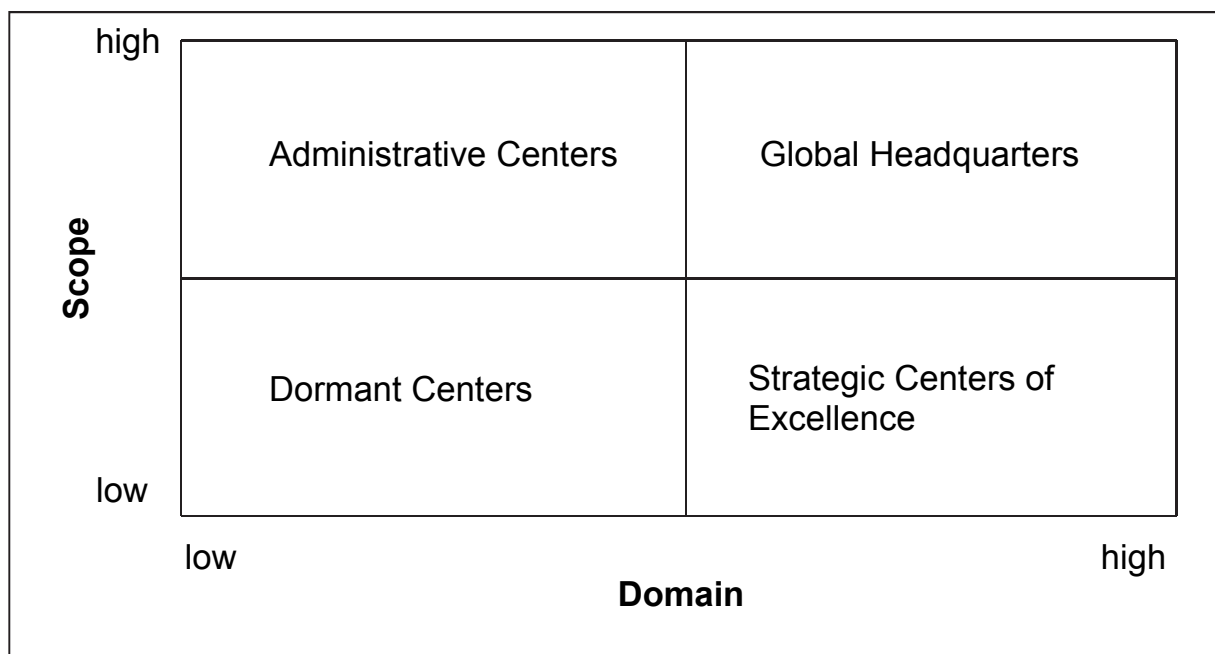 high
Administrative Centers
Global Headquarters
Scope
Dormant Centers
Strategic Centers of
Excellence
low
low
high
Domain